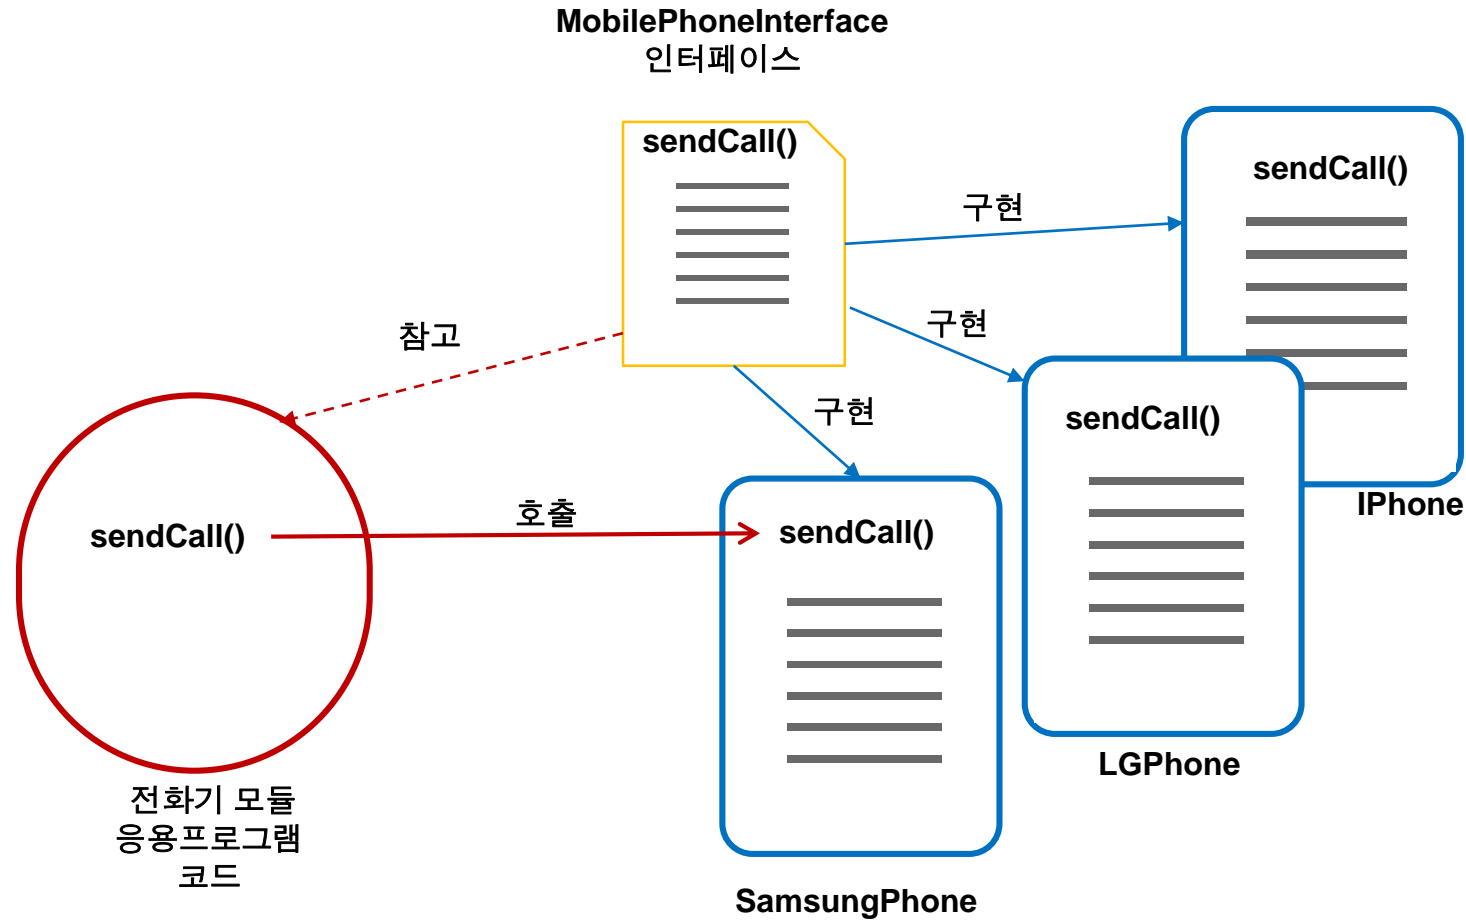 MobilePhoneInterface
인터페이스
sendCall()
sendCall()
구현
구현
참고
구현
sendCall()
IPhone
호출
sendCall()
sendCall()
LGPhone
전화기 모듈
응용프로그램
코드
SamsungPhone